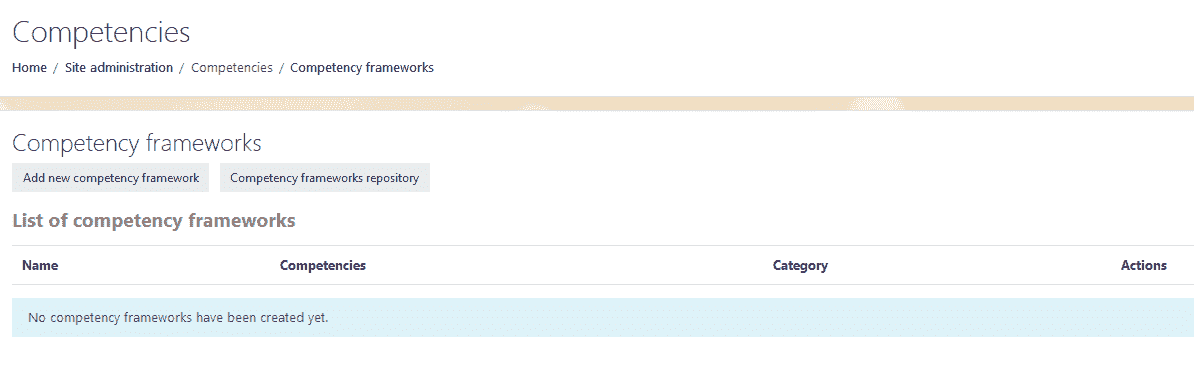 Competencies
Home / Site administration / Competencies / Competency frameworks
Competency frameworks
Add new competency framework Competency frameworks repository
List of competency frameworks
Name Competencies Category Actions
No competency frameworks have been created yet.